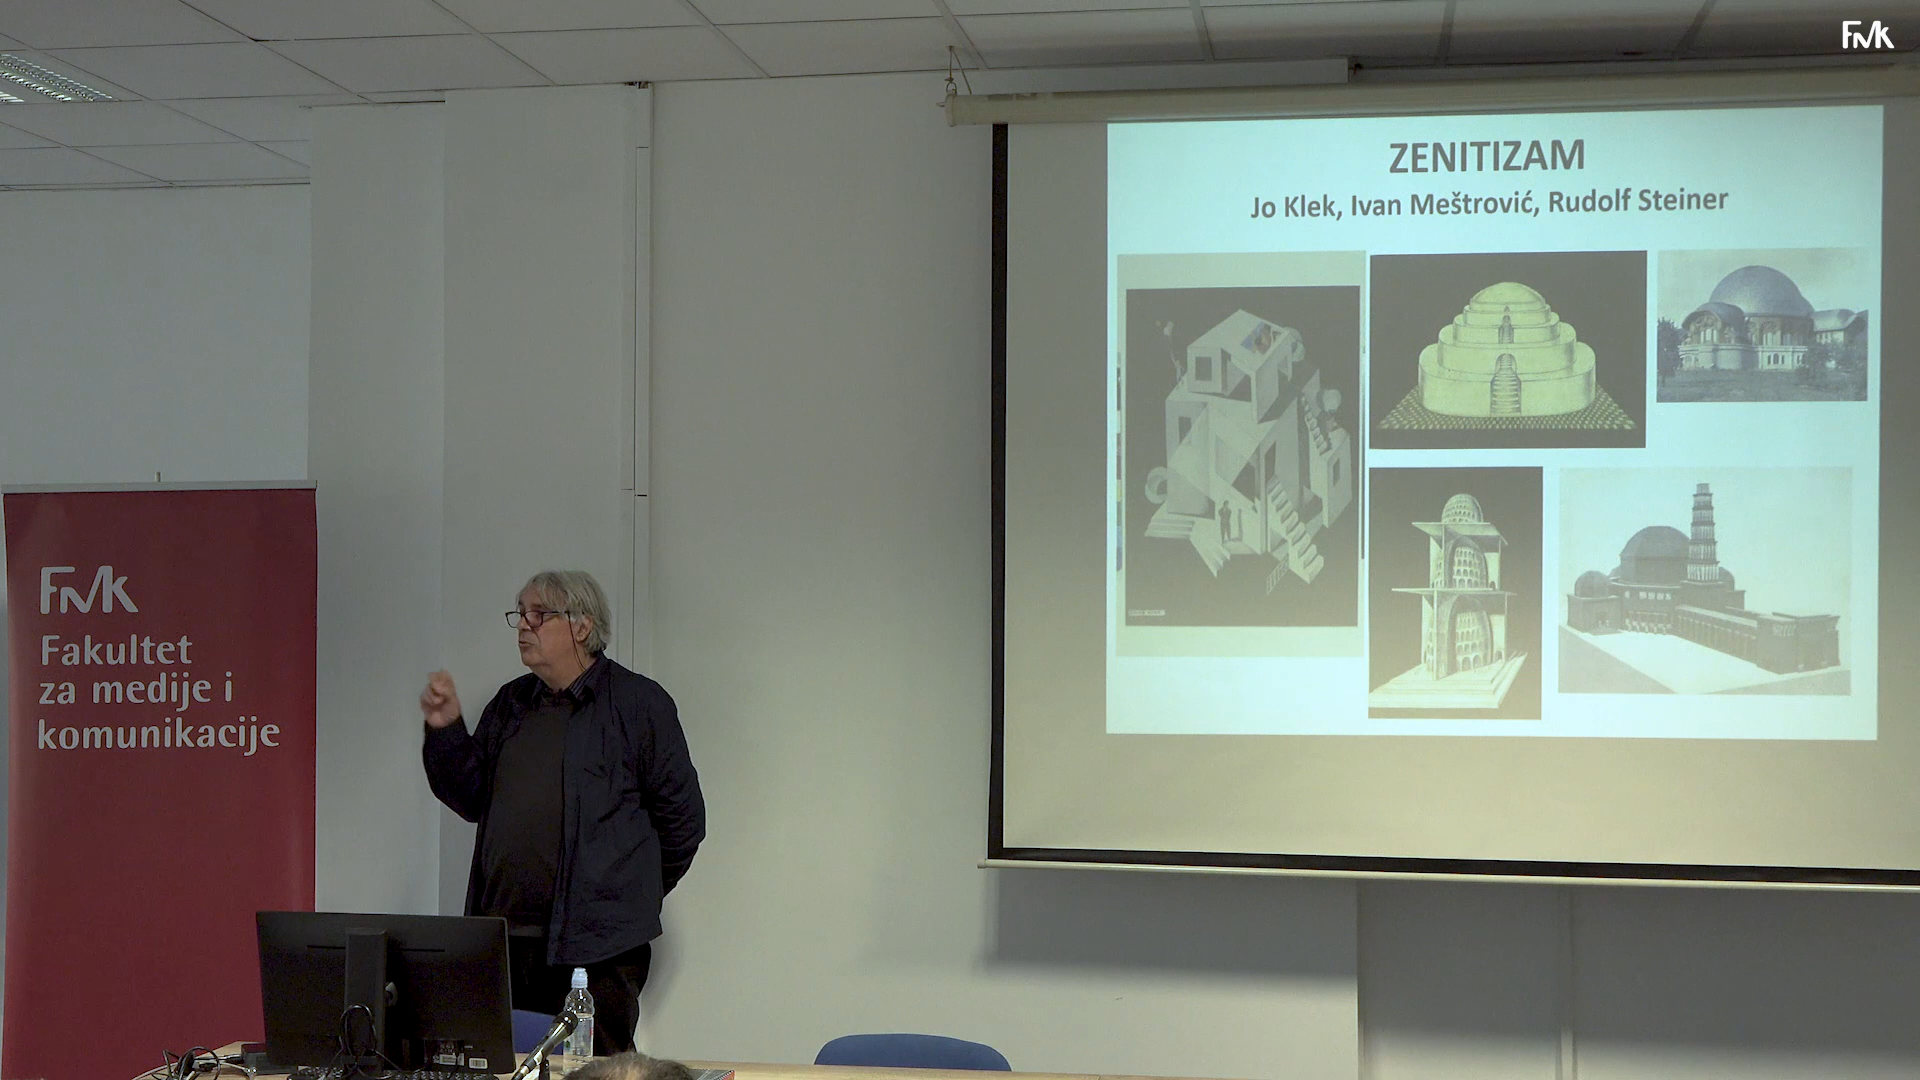 FMK
ZENITIZAM
Jo Klek, Ivan Meštrović, Rudolf Steiner
FMK
Fakultet
za medije i
komunikacije